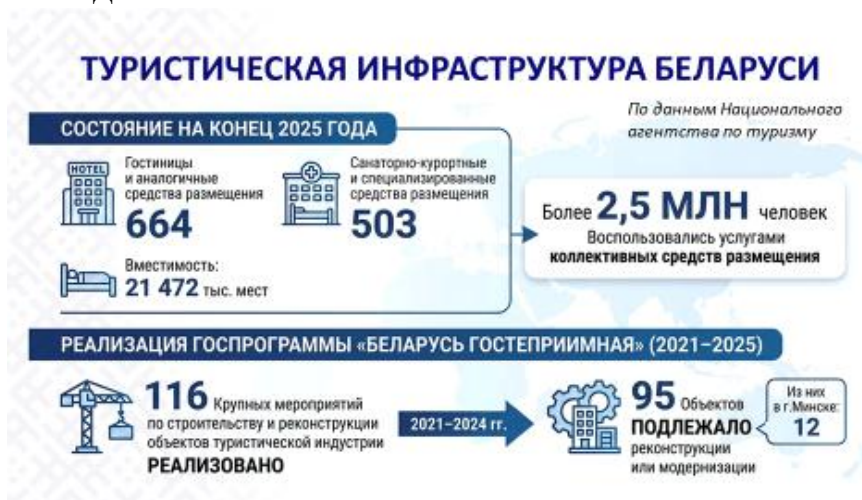 ТУРИСТИЧЕСКАЯ ИНФРАСТРУКТУРА БЕЛАРУСИ
По данным Национального
агентства по туризму
СОСТОЯНИЕ НА КОНЕЦ 2025 ГОДА
HOTEL
Гостиницы
и аналогичные
средства размещения
664
Санаторно-курортные
и специализированные
средства размещения
503
Вместимость:
21 472 тыс. мест
Более 2,5 МЛН человек
Воспользовались услугами
коллективных средств размещения
РЕАЛИЗАЦИЯ ГОСПРОГРАММЫ «БЕЛАРУСЬ ГОСТЕПРИИМНАЯ» (2021–2025)
116 Крупных мероприятий
по строительству и реконструкции
объектов туристической индустрии
РЕАЛИЗОВАНО
2021–2024 гг.
95 Объектов
ПОДЛЕЖАЛО
реконструкции
или модернизации
Из них
в г.Минске:
12